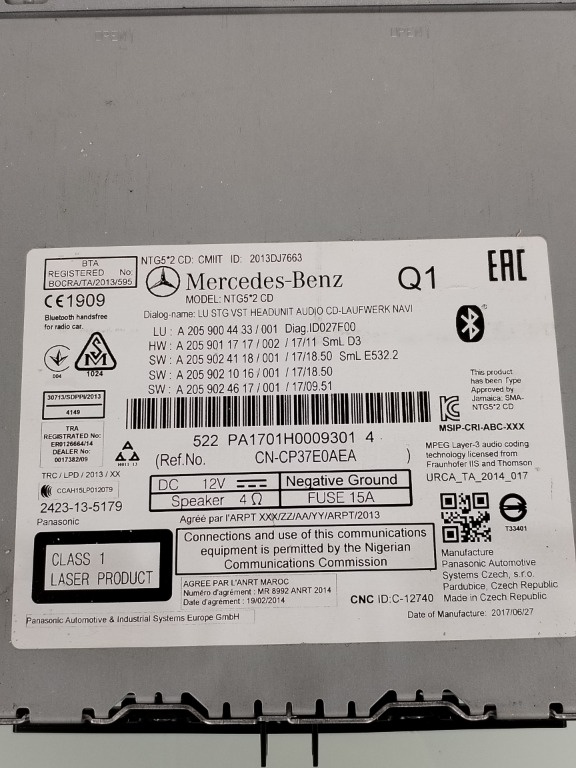 OPEN
OPEN
BTA
REGISTERED No:
BOCRA/TA/2013/595
NTG5*2 CD: CMIIT ID: 2013DJ7663
Mercedes-Benz
Q1
EAC
MODEL: NTG5*2 CD
CE1909
Bluetooth handsfree
for radio car.
Dialog-name: LU STG VST HEADUNIT AUDIO CD-LAUFWERK NAVI
LU : A 205 900 44 33 / 001 Diag.ID027F00
HW : A 205 901 17 17 / 002 / 17/11 SmL D3
SW : A 205 902 41 18 / 001 / 17/18.50 SmL E532.2
SW : A 205 902 10 16 / 001 / 17/18.50
SW : A 205 902 46 17 / 001 / 17/09.51
1024
30713/SDPPI/2013
4149
This product
has been Type
Approved by
Jamaica: SMA-
NTG5*2 CD
MSIP-CRI-ABC-XXX
TRA
REGISTERED No:
ER0126664/14
DEALER No:
0017382/09
522 PA1701H0009301 4
(Ref.No. CN-CP37E0AEA )
MPEG Layer-3 audio coding
technology licensed from
Fraunhofer IIS and Thomson
URCA_TA_2014_017
TRC / LPD / 2013 / XX
CCAH15LP0120T9
2423-13-5179
Panasonic
DC 12V Negative Ground
Speaker 4 Ω FUSE 15A
Agréé par l'ARPT XXX/ZZ/AA/YY/ARPT/2013
T33401
CLASS 1
LASER PRODUCT
Connections and use of this communications
equipment is permitted by the Nigerian
Communications Commission
AGREE PAR L'ANRT MAROC
Numéro d'agrément : MR 8992 ANRT 2014
Date d'agrément : 19/02/2014
CNC ID:C-12740
Manufacture
Panasonic Automotive
Systems Czech, s.r.o.
Pardubice, Czech Republic
Made in Czech Republic
Date of Manufacture: 2017/06/27
Panasonic Automotive & Industrial Systems Europe GmbH